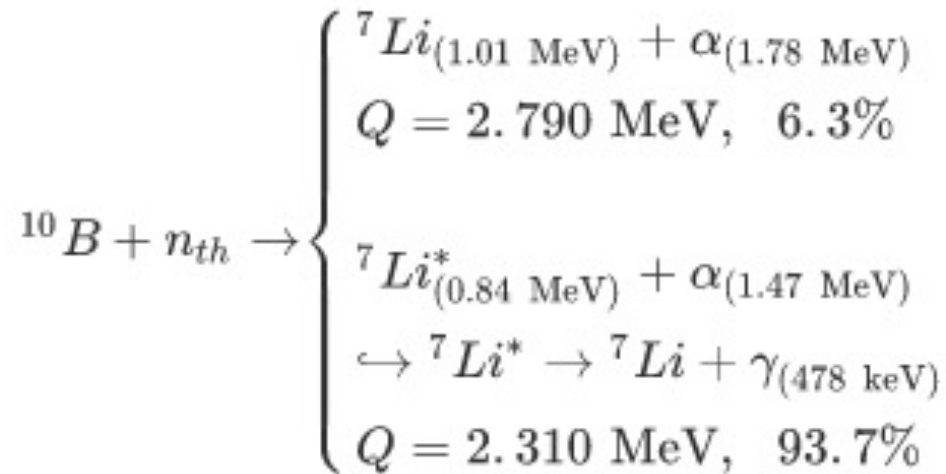 ⁷Li(1.01 MeV) + α(1.78 MeV)
Q = 2.790 MeV, 6.3%
¹⁰B + nₜₕ → {
⁷Li*(0.84 MeV) + α(1.47 MeV)
↪ ⁷Li* → ⁷Li + γ(478 keV)
Q = 2.310 MeV, 93.7%